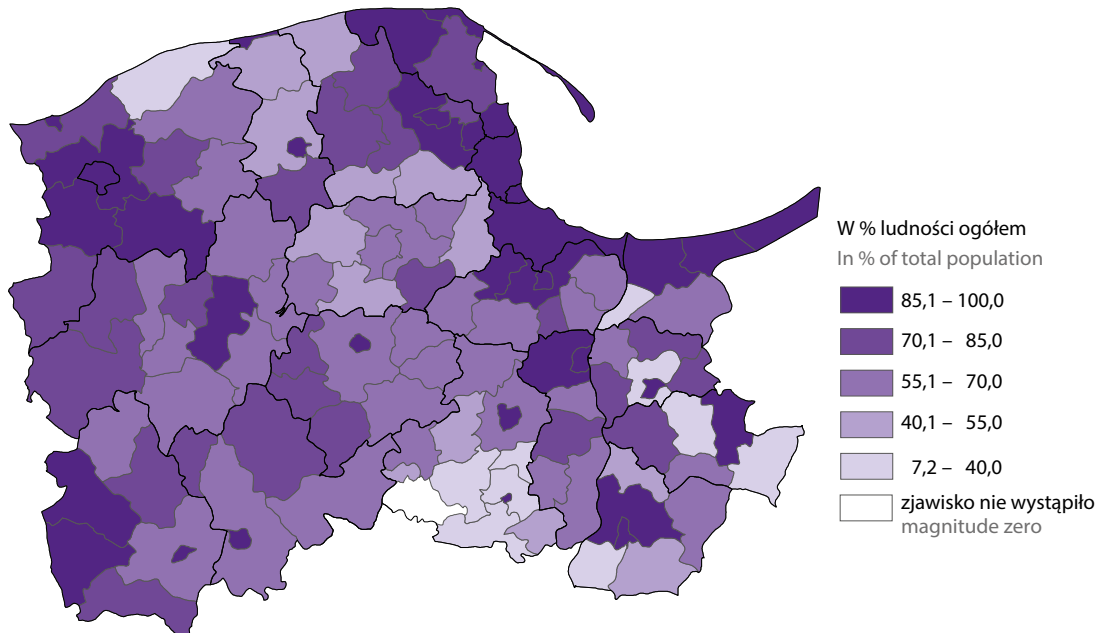 W % ludności ogółem
In % of total population
85,1 – 100,0
70,1 – 85,0
55,1 – 70,0
40,1 – 55,0
7,2 – 40,0
zjawisko nie wystąpiło
magnitude zero